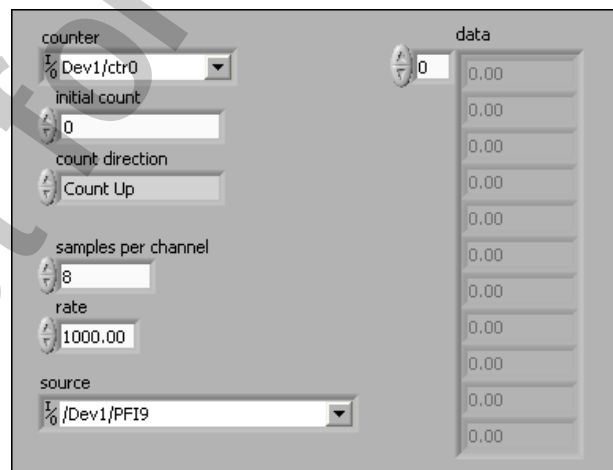 counter
I/O Dev1/ctr0
initial count
0
count direction
Count Up
samples per channel
8
rate
1000.00
source
I/O /Dev1/PFI9
data
0
0.00
0.00
0.00
0.00
0.00
0.00
0.00
0.00
0.00
0.00
0.00